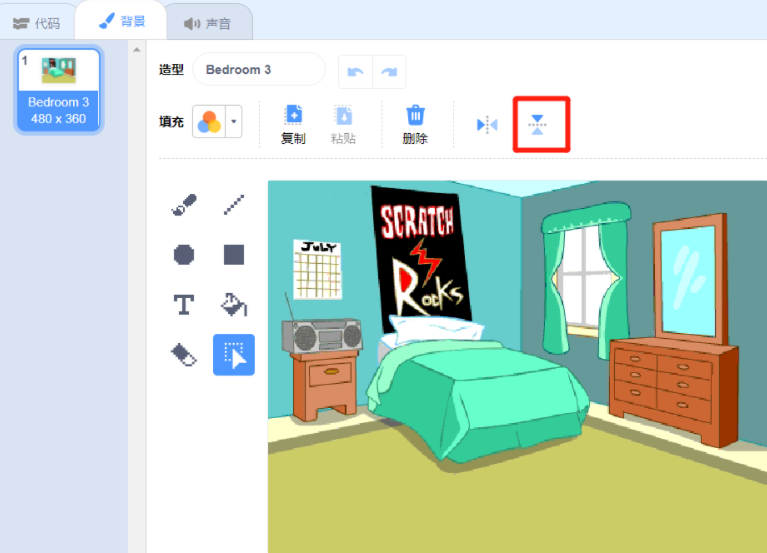 代码
背景
声音
1
Bedroom 3
480 x 360
造型
Bedroom 3
填充
复制
粘贴
删除
T
JULY
SCRATCH
Rocks